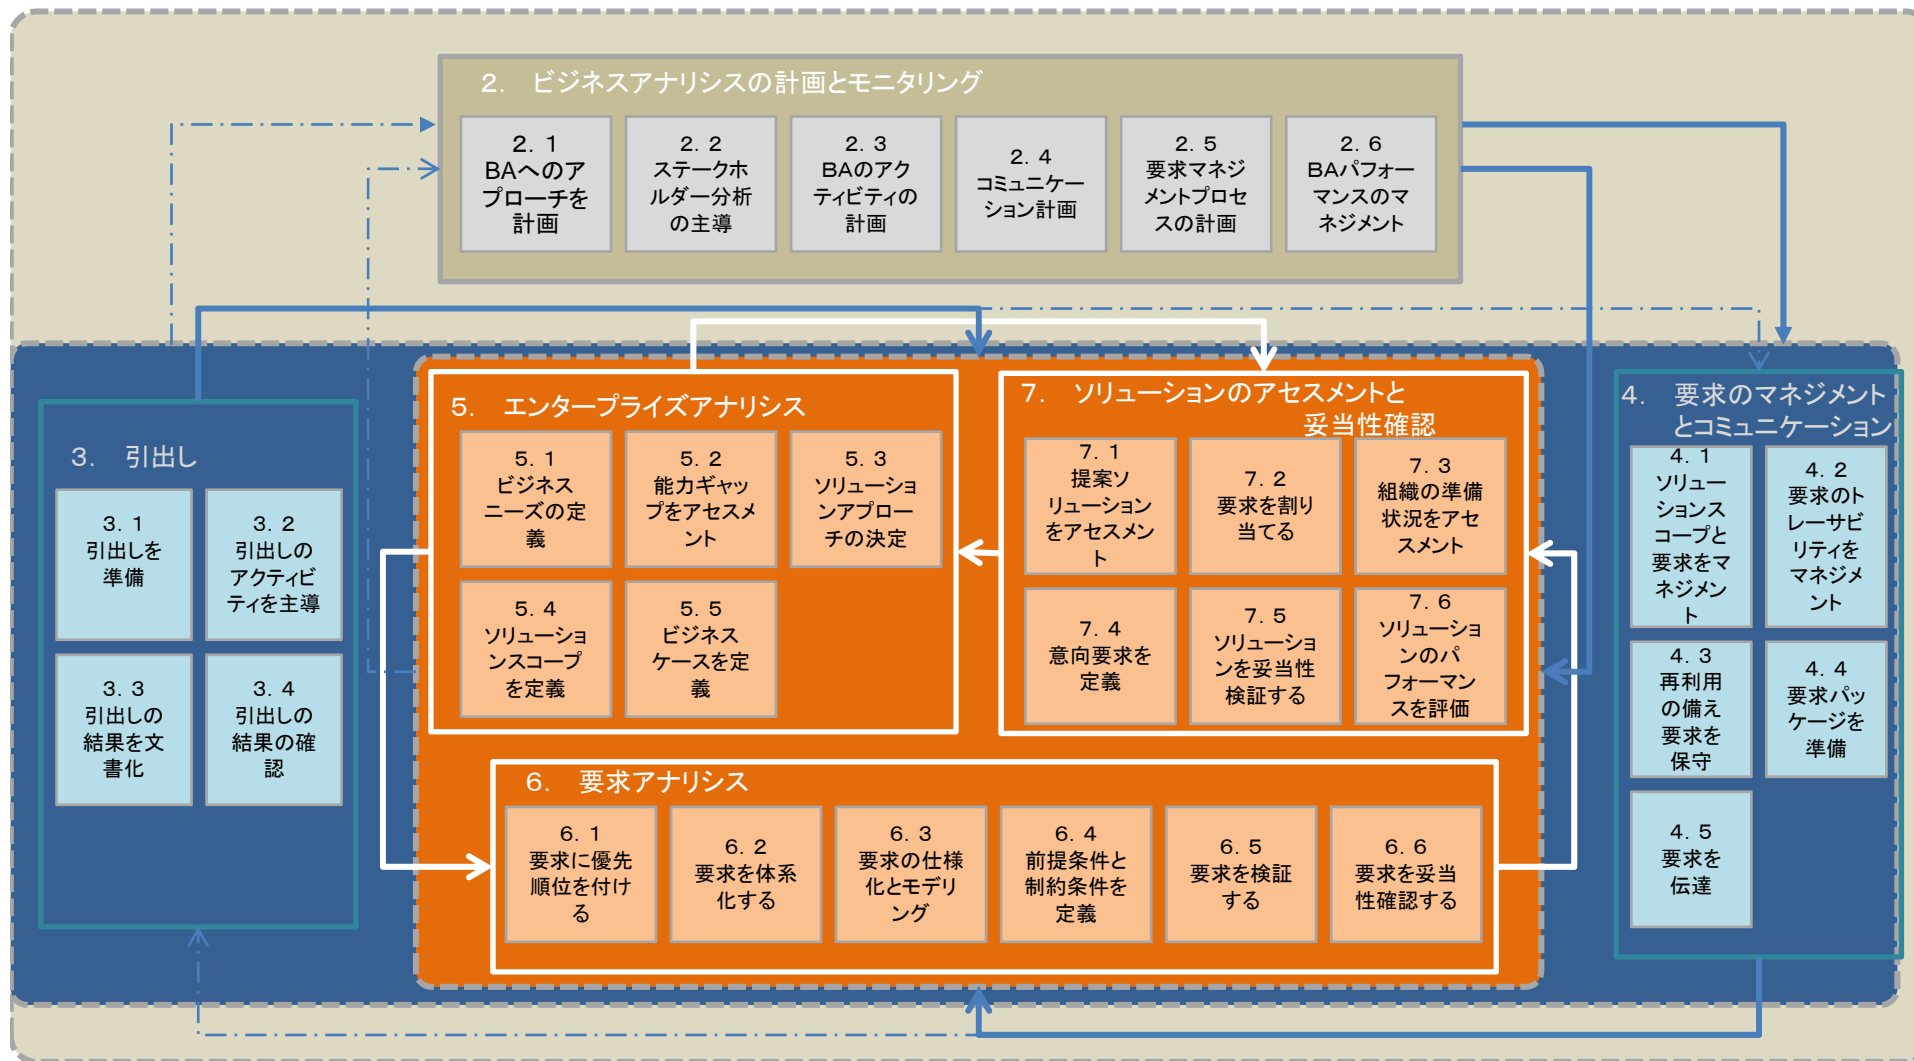 ２．　ビジネスアナリシスの計画とモニタリング
２．１
BAへのア
プローチを
計画
２．２
ステークホ
ルダー分析
の主導
２．３
BAのアク
ティビティの
計画
２．４
コミュニケー
ション計画
２．５
要求マネジ
メントプロセ
スの計画
２．６
BAパフォー
マンスのマ
ネジメント
３．　引出し
３．１
引出しを
準備
３．２
引出しの
アクティビ
ティを主導
３．３
引出しの
結果を文
書化
３．４
引出しの
結果の確
認
５．　エンタープライズアナリシス
５．１
ビジネス
ニーズの定
義
５．２
能力ギャッ
プをアセスメ
ント
５．３
ソリューショ
ンアプロー
チの決定
５．４
ソリューショ
ンスコープ
を定義
５．５
ビジネス
ケースを定
義
７．　ソリューションのアセスメントと
妥当性確認
７．１
提案ソ
リューション
をアセスメン
ト
７．２
要求を割り
当てる
７．３
組織の準備
状況をアセ
スメント
７．４
意向要求を
定義
７．５
ソリューショ
ンを妥当性
検証する
７．６
ソリューショ
ンのパ
フォーマン
スを評価
６．　要求アナリシス
６．１
要求に優先
順位を付け
る
６．２
要求を体系
化する
６．３
要求の仕様
化とモデリ
ング
６．４
前提条件と
制約条件を
定義
６．５
要求を検証
する
６．６
要求を妥当
性確認する
４．　要求のマネジメント
とコミュニケーション
４．１
ソリュー
ションス
コープと
要求をマ
ネジメン
ト
４．２
要求のト
レーサビ
リティを
マネジメ
ント
４．３
再利用
の備え
要求を
保守
４．４
要求パッ
ケージを
準備
４．５
要求を
伝達